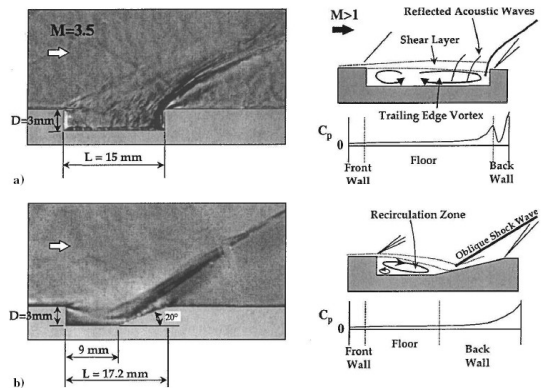 a)
M=3.5
D=3mm
L = 15 mm
M>1
Reflected Acoustic Waves
Shear Layer
Trailing Edge Vortex
Cp
0
Front Wall
Floor
Back Wall
b)
D=3mm
20°
9 mm
L = 17.2 mm
Recirculation Zone
Oblique Shock Wave
Cp
0
Front Wall
Floor
Back Wall